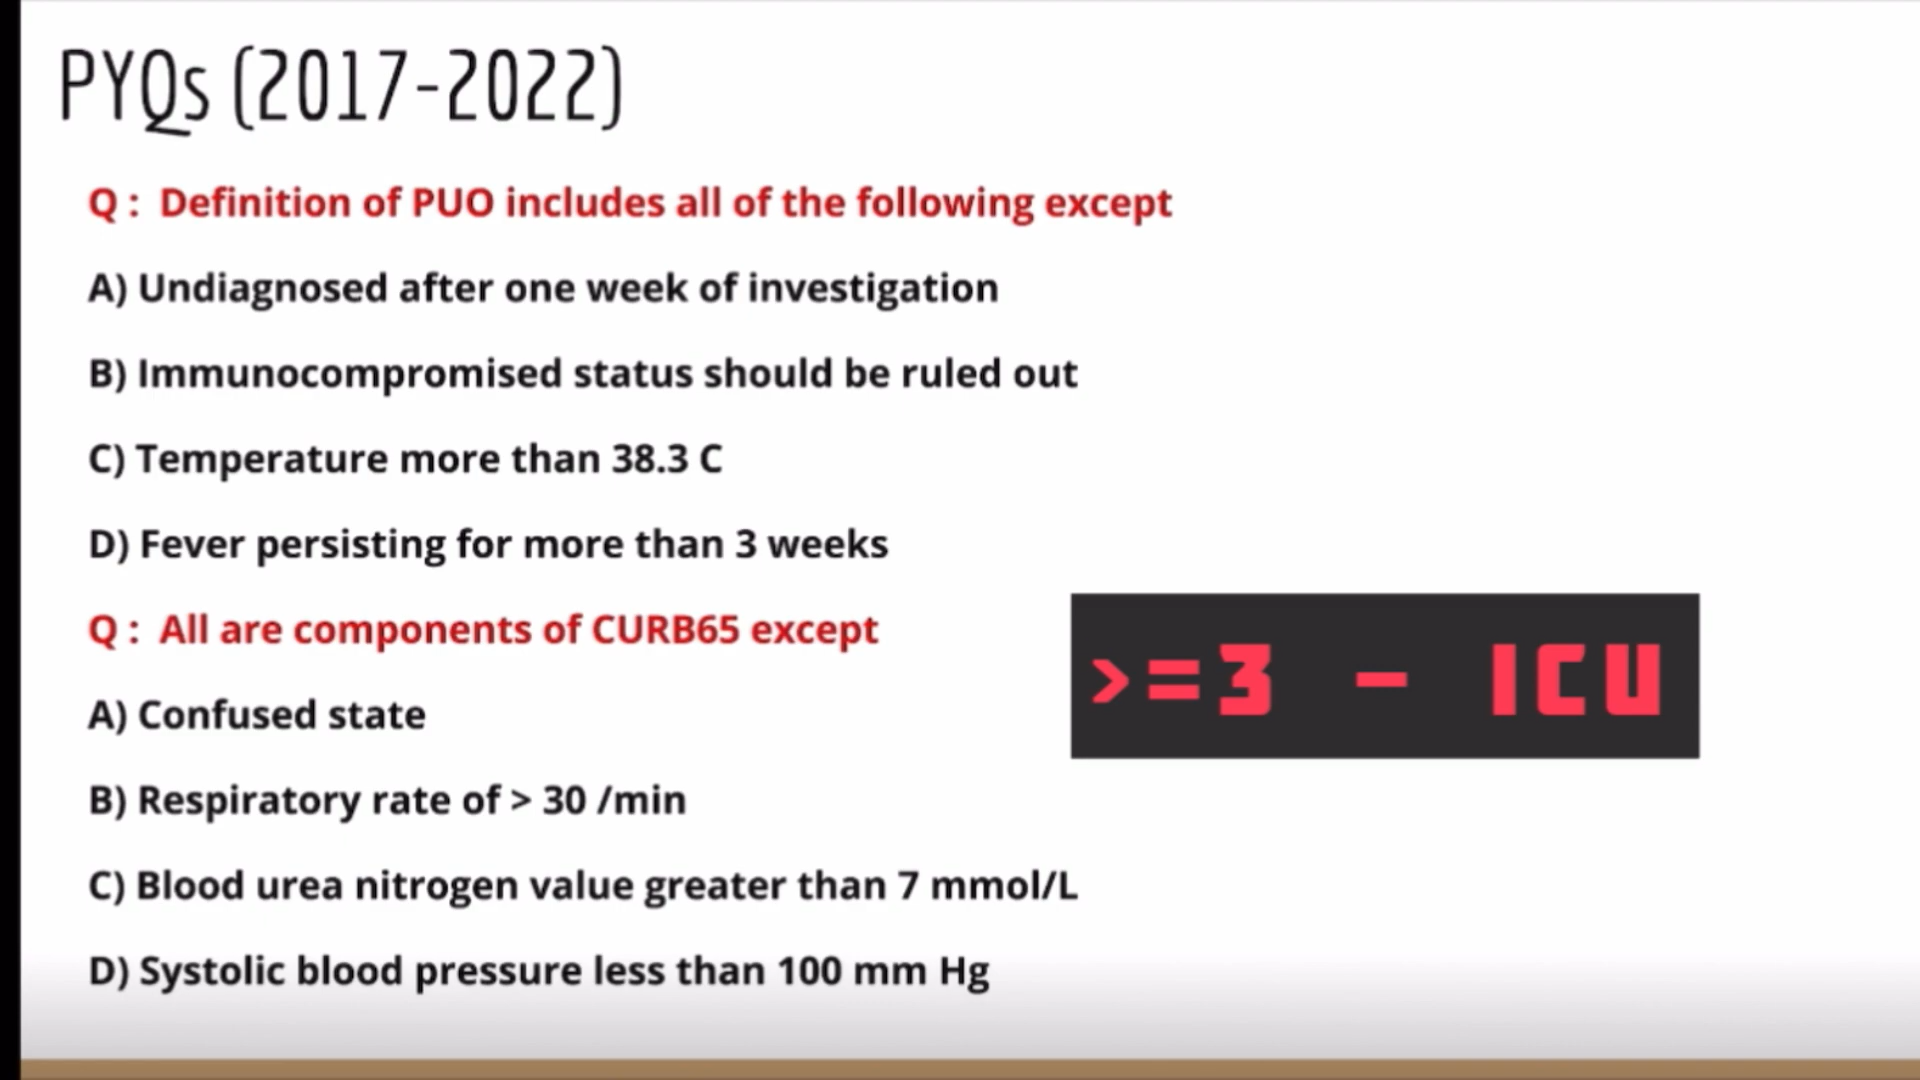 PYQs (2017-2022)
Q : Definition of PUO includes all of the following except
A) Undiagnosed after one week of investigation
B) Immunocompromised status should be ruled out
C) Temperature more than 38.3 C
D) Fever persisting for more than 3 weeks
Q : All are components of CURB65 except
>=3 - ICU
A) Confused state
B) Respiratory rate of > 30 /min
C) Blood urea nitrogen value greater than 7 mmol/L
D) Systolic blood pressure less than 100 mm Hg